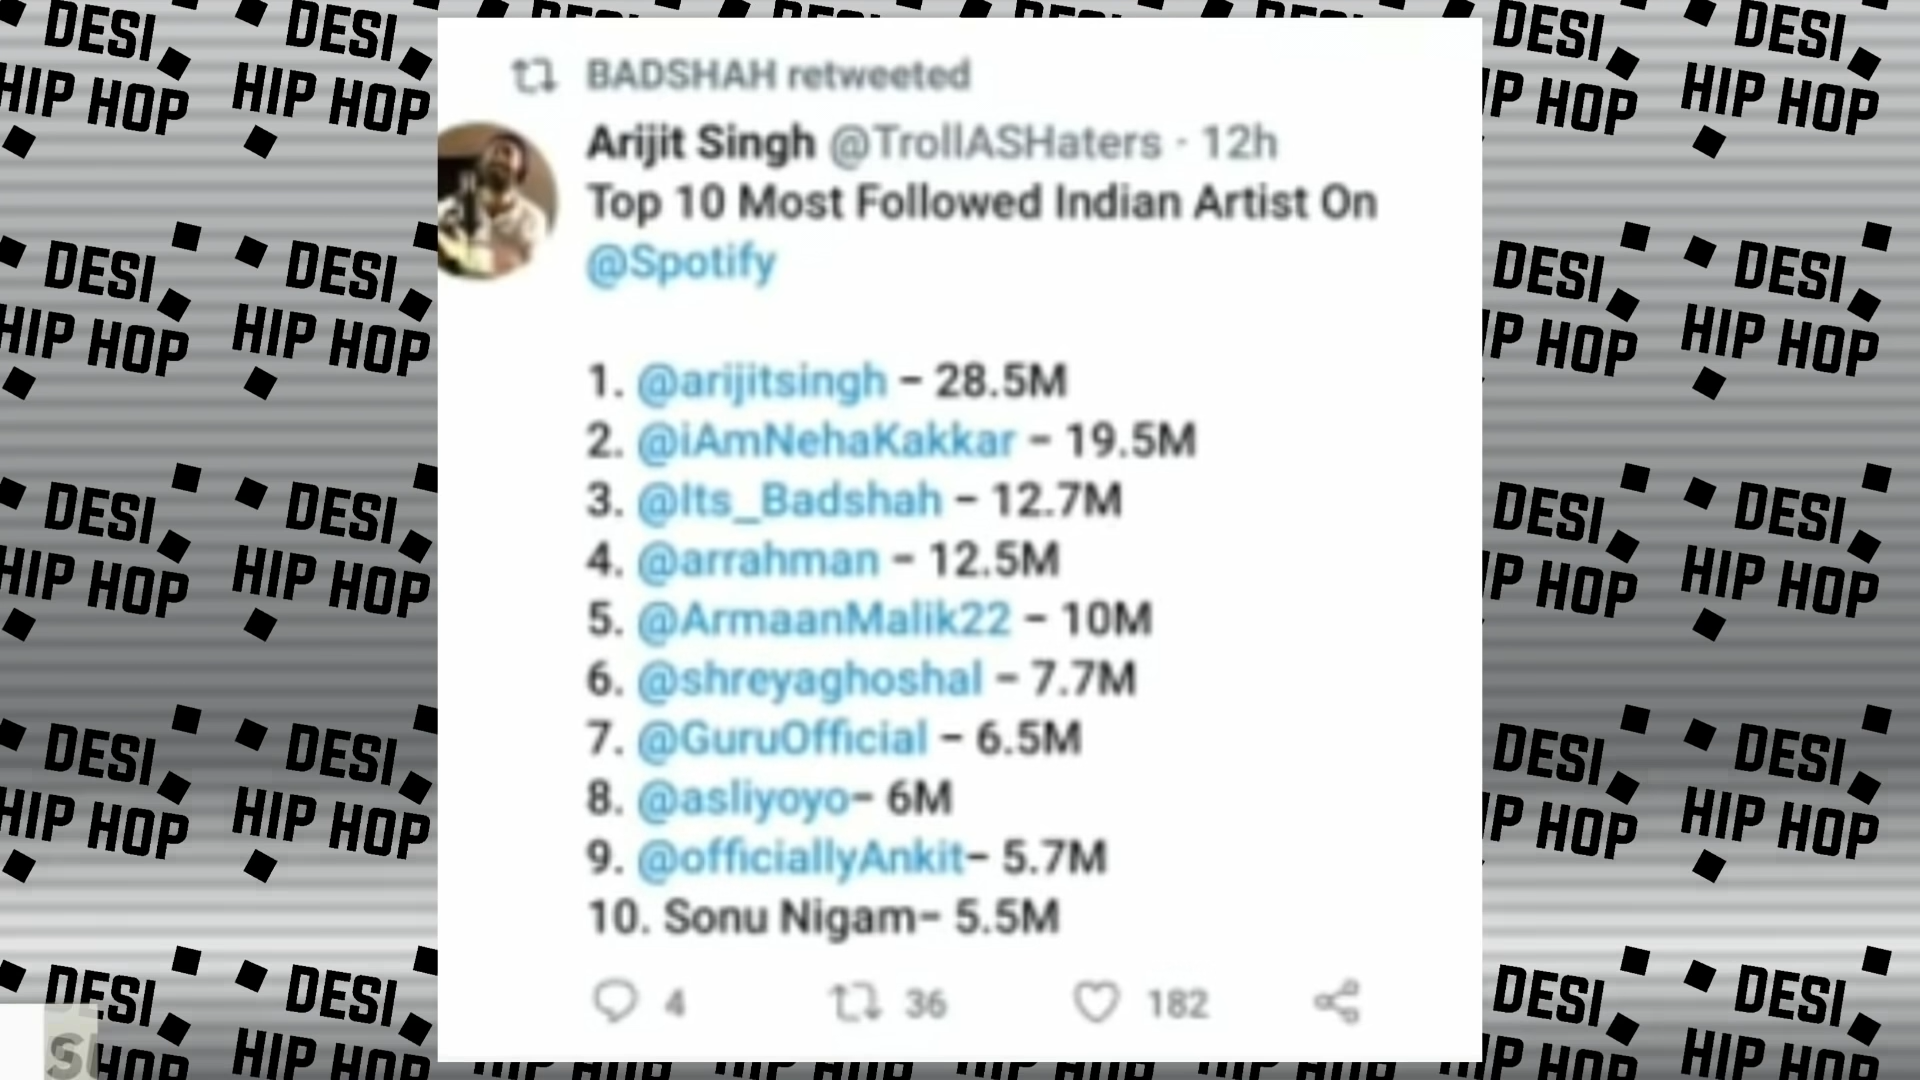 BADSHAH retweeted
Arijit Singh @TrollASHaters · 12h
Top 10 Most Followed Indian Artist On
@Spotify
1. @arijitsingh – 28.5M
2. @iAmNehaKakkar – 19.5M
3. @Its_Badshah – 12.7M
4. @arrahman – 12.5M
5. @ArmaanMalik22 – 10M
6. @shreyaghoshal – 7.7M
7. @GuruOfficial – 6.5M
8. @asliyoyo– 6M
9. @officiallyAnkit– 5.7M
10. Sonu Nigam– 5.5M
4 36 182
DESI
HIP HOP